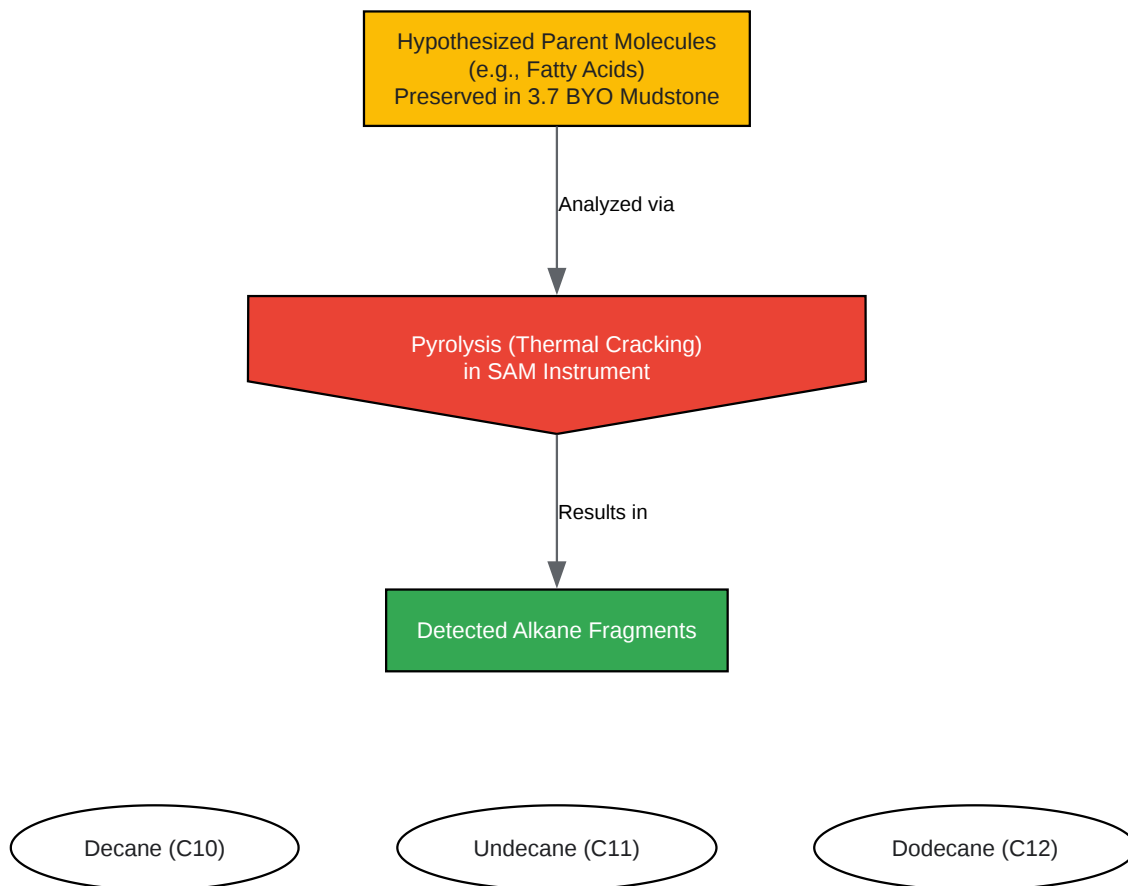 Hypothesized Parent Molecules
(e.g., Fatty Acids)
Preserved in 3.7 BYO Mudstone
Analyzed via
Pyrolysis (Thermal Cracking)
in SAM Instrument
Results in
Detected Alkane Fragments
Decane (C10)
Undecane (C11)
Dodecane (C12)